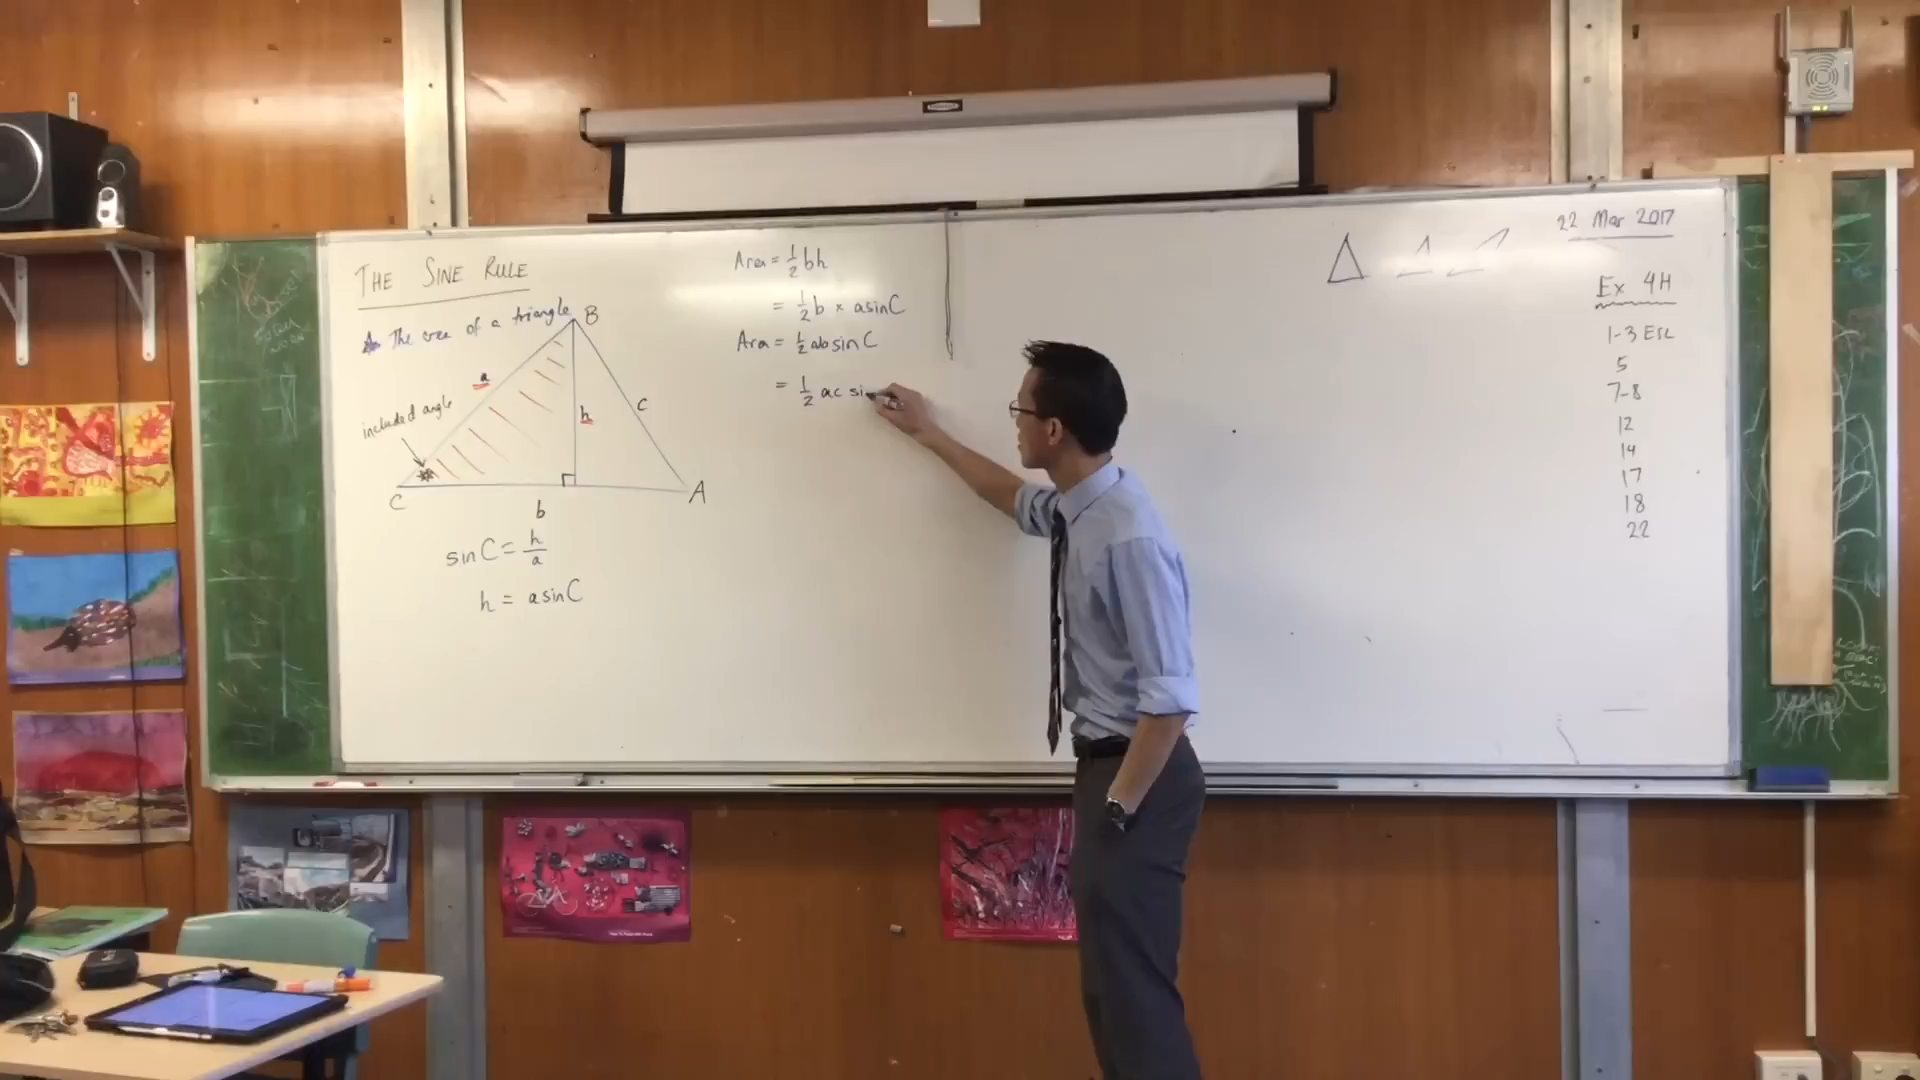 THE SINE RULE
The area of a triangle
B
a
included angle
h
c
C
A
b
sin C = h/a
h = a sin C
Area = 1/2 bh
= 1/2 b × a sin C
Area = 1/2 ab sin C
= 1/2 ac si
22 Mar 2017
Ex 4H
1-3 ESL
5
7-8
12
14
17
18
22